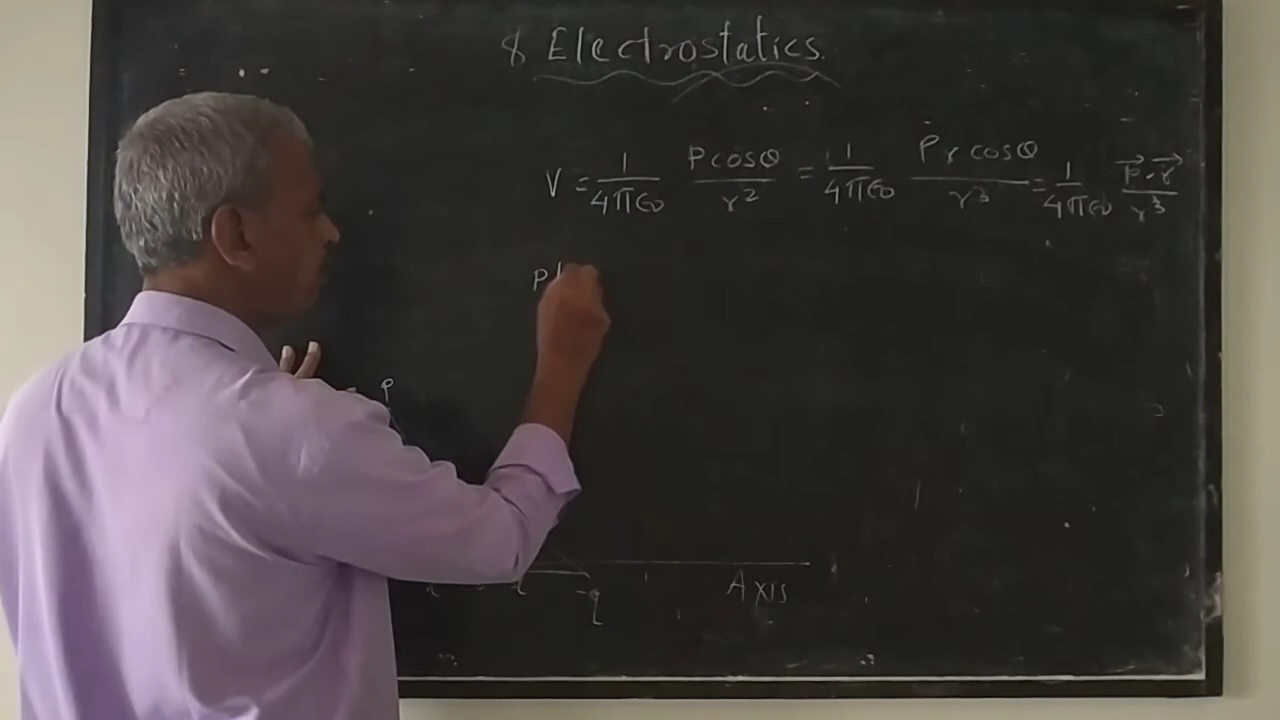 8 Electrostatics
V = 1/4πϵ0 Pcosθ/r² = 1/4πϵ0 Pr cosθ/r³ = 1/4πϵ0 p⃗.r⃗/r³
P
P
Axis
-q